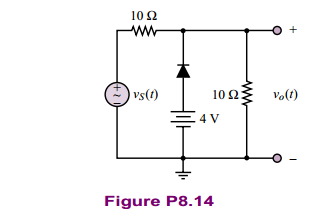 10 Ω
+
+
~
−
vS(t)
10 Ω
vo(t)
4 V
−
Figure P8.14